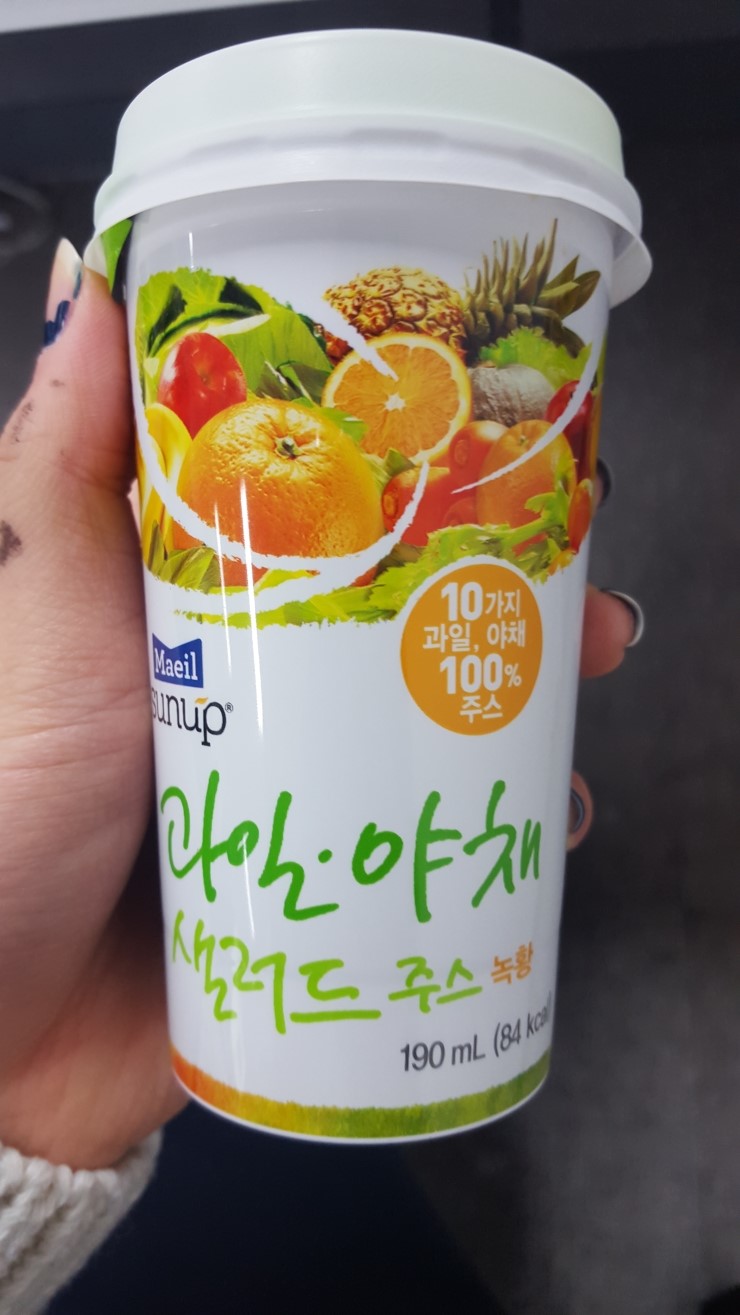 10가지
과일, 야채
100%
주스
Maeil
sunup®
과일·야채
샐러드 주스 녹황
190 mL (84 kcal)